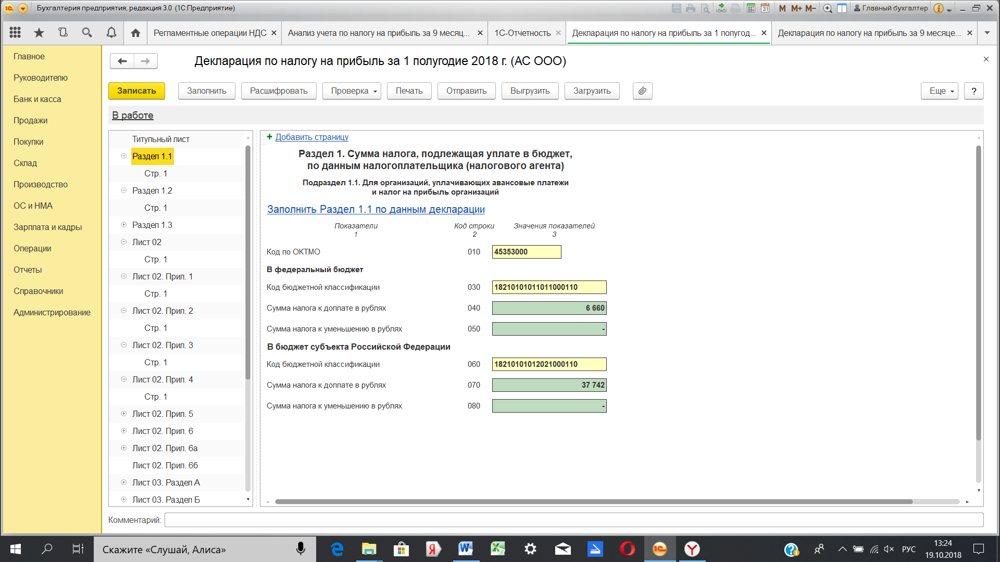 Бухгалтерия предприятия, редакция 3.0 (1С:Предприятие)
M M+ M− Главный бухгалтер
Регламентные операции НДС
Анализ учета по налогу на прибыль за 9 месяц...
1С-Отчетность
Декларация по налогу на прибыль за 1 полугод...
Декларация по налогу на прибыль за 9 месяце...
Главное
Руководителю
Банк и касса
Продажи
Покупки
Склад
Производство
ОС и НМА
Зарплата и кадры
Операции
Отчеты
Справочники
Администрирование
Декларация по налогу на прибыль за 1 полугодие 2018 г. (АС ООО)
Записать Заполнить Расшифровать Проверка Печать Отправить Выгрузить Загрузить Еще ?
В работе
Титульный лист
Раздел 1.1
Стр. 1
Раздел 1.2
Стр. 1
Раздел 1.3
Лист 02
Стр. 1
Лист 02. Прил. 1
Стр. 1
Лист 02. Прил. 2
Стр. 1
Лист 02. Прил. 3
Стр. 1
Лист 02. Прил. 4
Стр. 1
Лист 02. Прил. 5
Лист 02. Прил. 6
Лист 02. Прил. 6а
Лист 02. Прил. 6б
Лист 03. Раздел А
Лист 03. Раздел Б
Добавить страницу
Раздел 1. Сумма налога, подлежащая уплате в бюджет,
по данным налогоплательщика (налогового агента)
Подраздел 1.1. Для организаций, уплачивающих авансовые платежи
и налог на прибыль организаций
Заполнить Раздел 1.1 по данным декларации
Показатели Код строки Значения показателей
1 2 3
Код по ОКТМО 010 45353000
В федеральный бюджет
Код бюджетной классификации 030 18210101011011000110
Сумма налога к доплате в рублях 040 6 660
Сумма налога к уменьшению в рублях 050 -
В бюджет субъекта Российской Федерации
Код бюджетной классификации 060 18210101012021000110
Сумма налога к доплате в рублях 070 37 742
Сумма налога к уменьшению в рублях 080 -
Комментарий:
Скажите «Слушай, Алиса»
РУС
13:24
19.10.2018